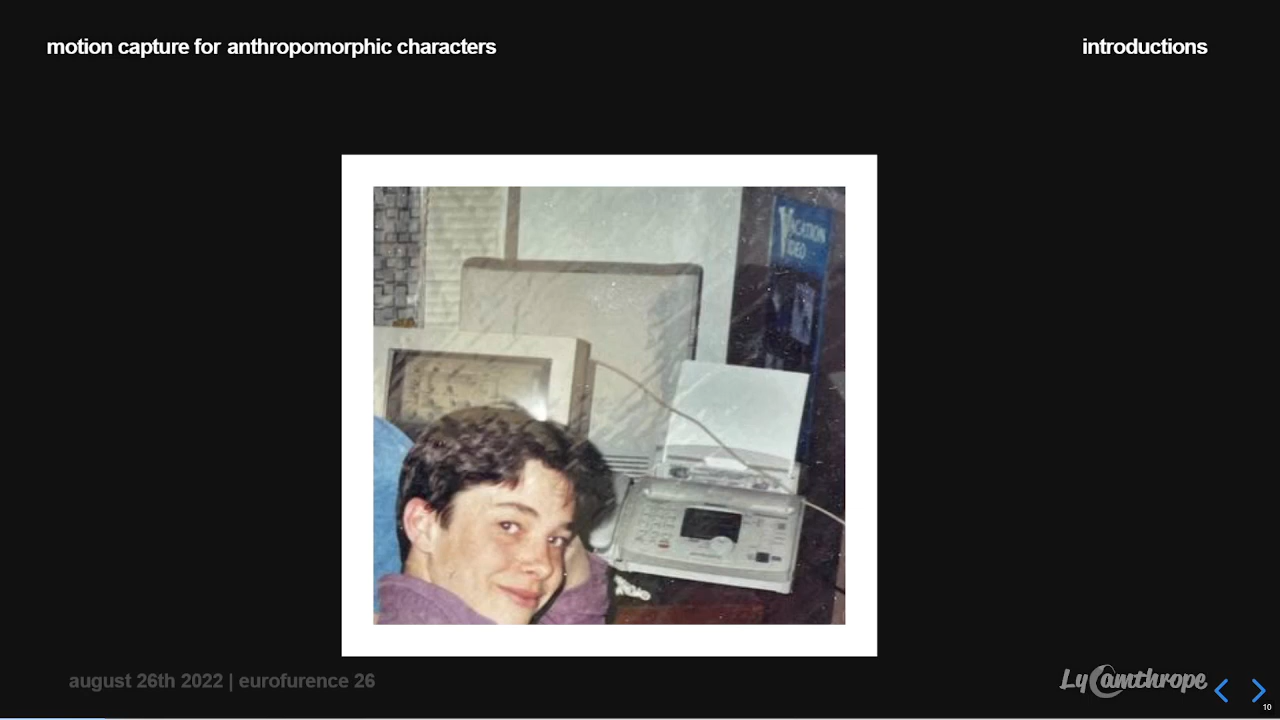 motion capture for anthropomorphic characters
introductions
VACATION
VIDEO
august 26th 2022 | eurofurence 26
LyCamthrope
10